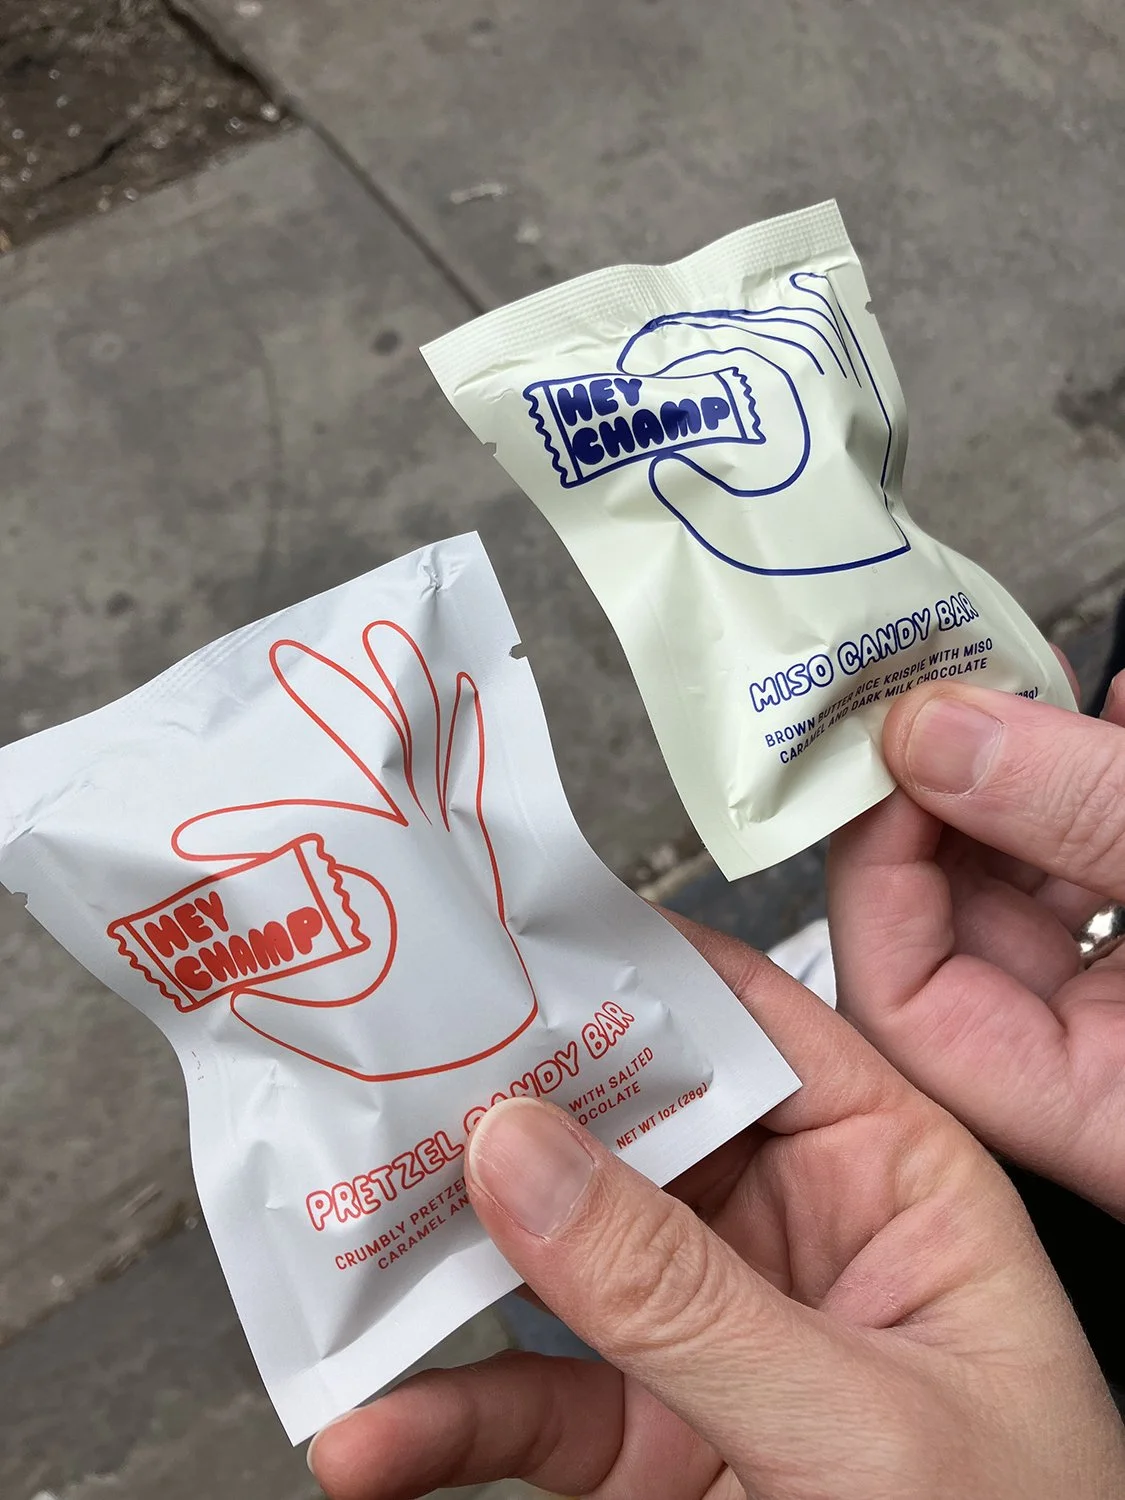 HEY
CHAMP
MISO CANDY BAR
BROWN BUTTER RICE KRISPIE WITH MISO
CARAMEL AND DARK MILK CHOCOLATE
HEY
CHAMP
PRETZEL CANDY BAR
CRUMBLY PRETZEL WITH SALTED
CARAMEL AN OCOLATE
NET WT 1oz (28g)